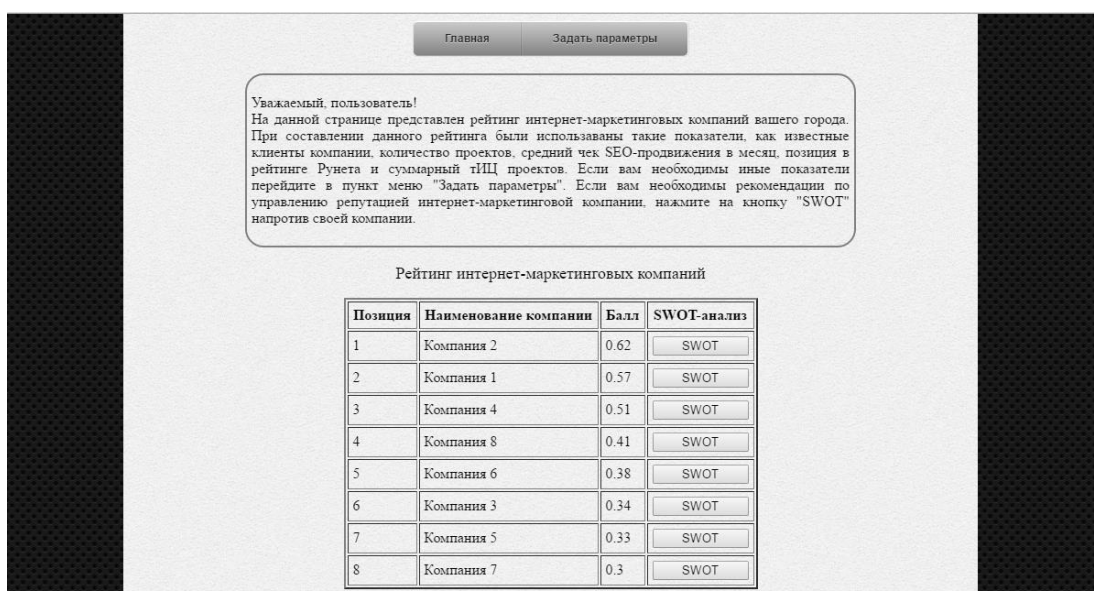 Главная Задать параметры
Уважаемый, пользователь!
На данной странице представлен рейтинг интернет-маркетинговых компаний вашего города.
При составлении данного рейтинга были использаваны такие показатели, как известные
клиенты компании, количество проектов, средний чек SEO-продвижения в месяц, позиция в
рейтинге Рунета и суммарный тИЦ проектов. Если вам необходимы иные показатели
перейдите в пункт меню "Задать параметры". Если вам необходимы рекомендации по
управлению репутацией интернет-маркетинговой компании, нажмите на кнопку "SWOT"
напротив своей компании.
Рейтинг интернет-маркетинговых компаний
Позиция Наименование компании Балл SWOT-анализ
1 Компания 2 0.62 SWOT
2 Компания 1 0.57 SWOT
3 Компания 4 0.51 SWOT
4 Компания 8 0.41 SWOT
5 Компания 6 0.38 SWOT
6 Компания 3 0.34 SWOT
7 Компания 5 0.33 SWOT
8 Компания 7 0.3 SWOT